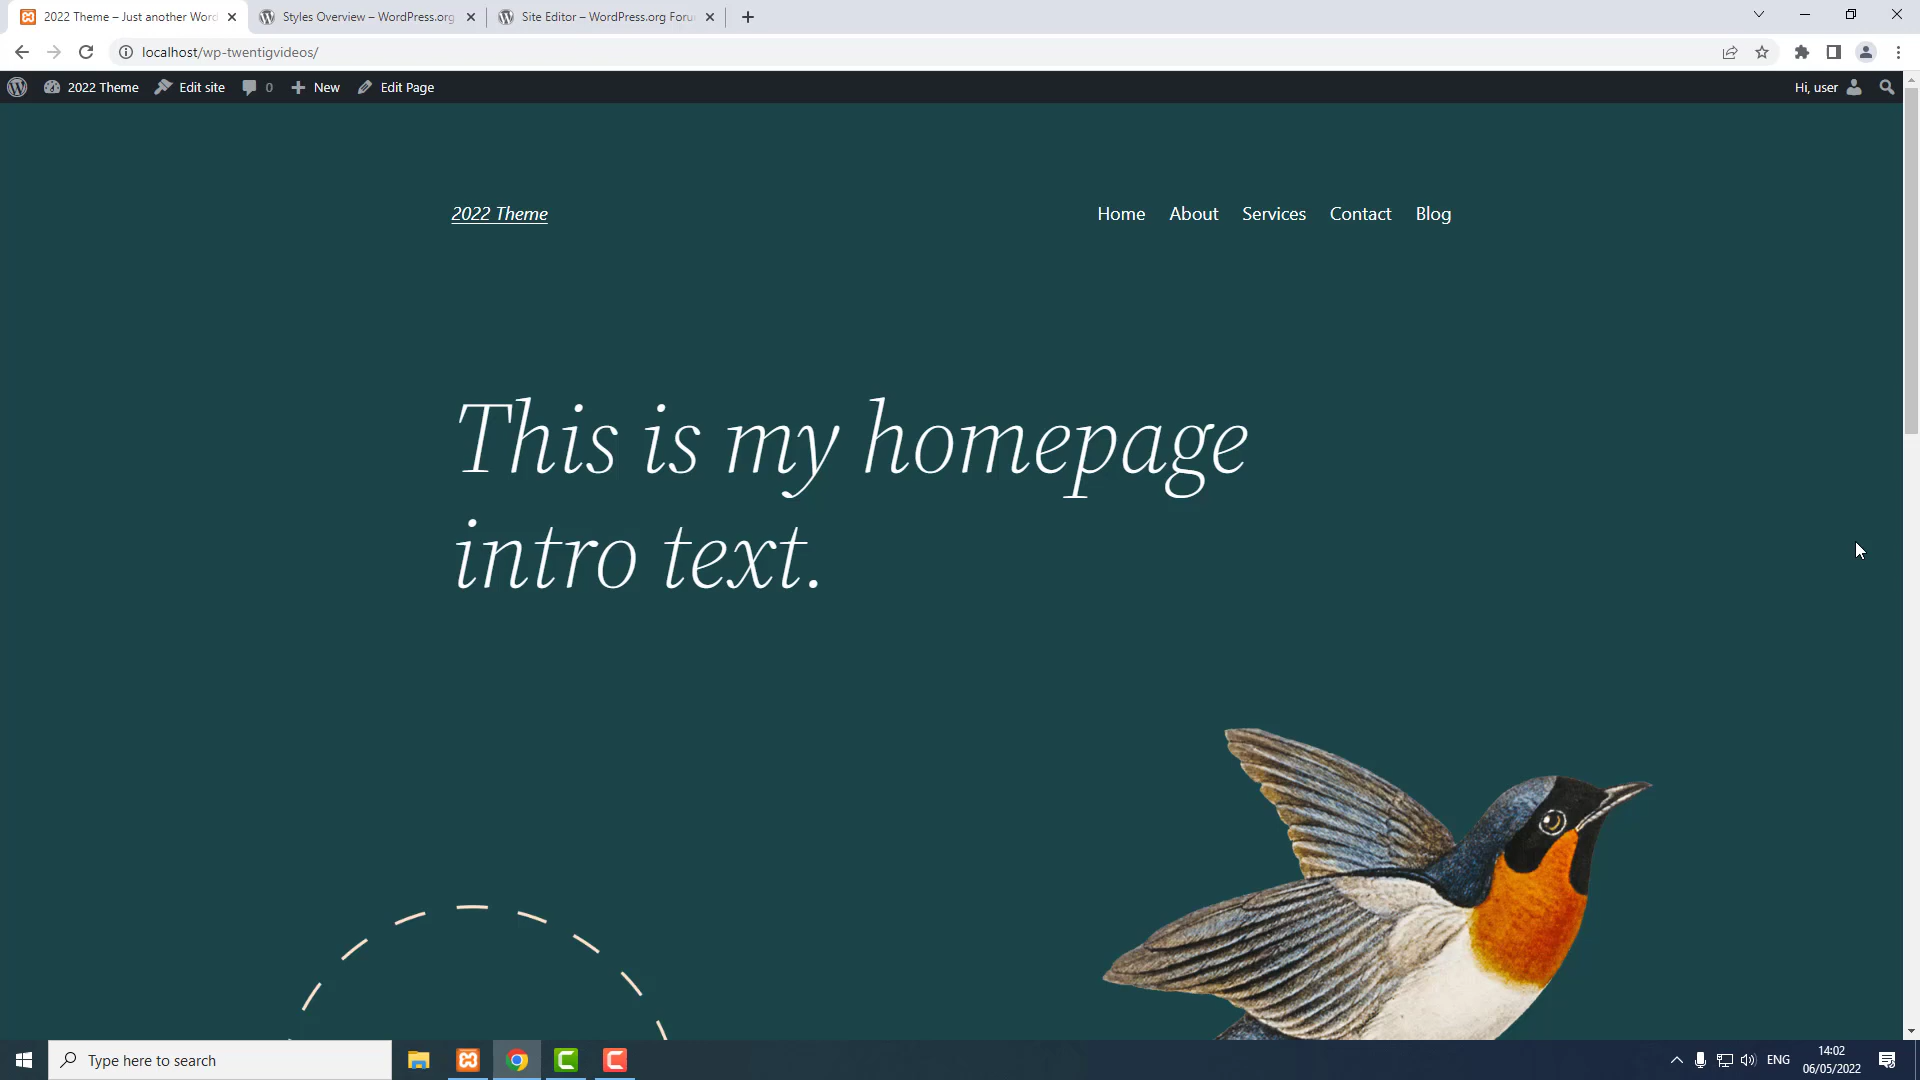 2022 Theme – Just another Word
Styles Overview – WordPress.org
Site Editor – WordPress.org Foru
localhost/wp-twentigvideos/
2022 Theme
Edit site
0
New
Edit Page
Hi, user
2022 Theme
Home
About
Services
Contact
Blog
This is my homepage
intro text.
Type here to search
ENG
14:02
06/05/2022